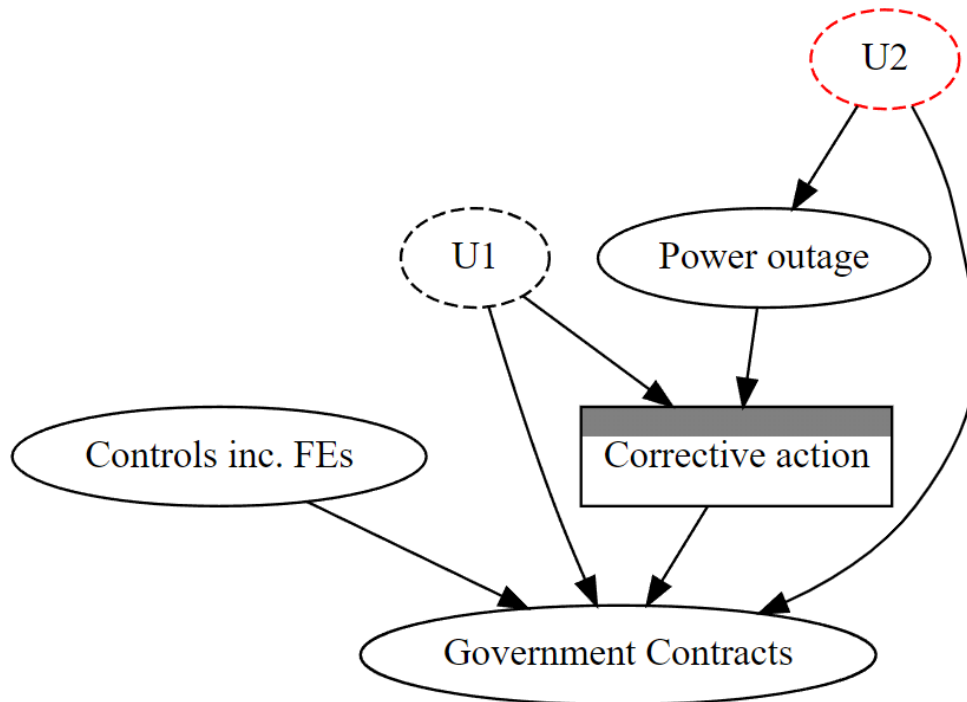 U2
U1
Power outage
Controls inc. FEs
Corrective action
Government Contracts